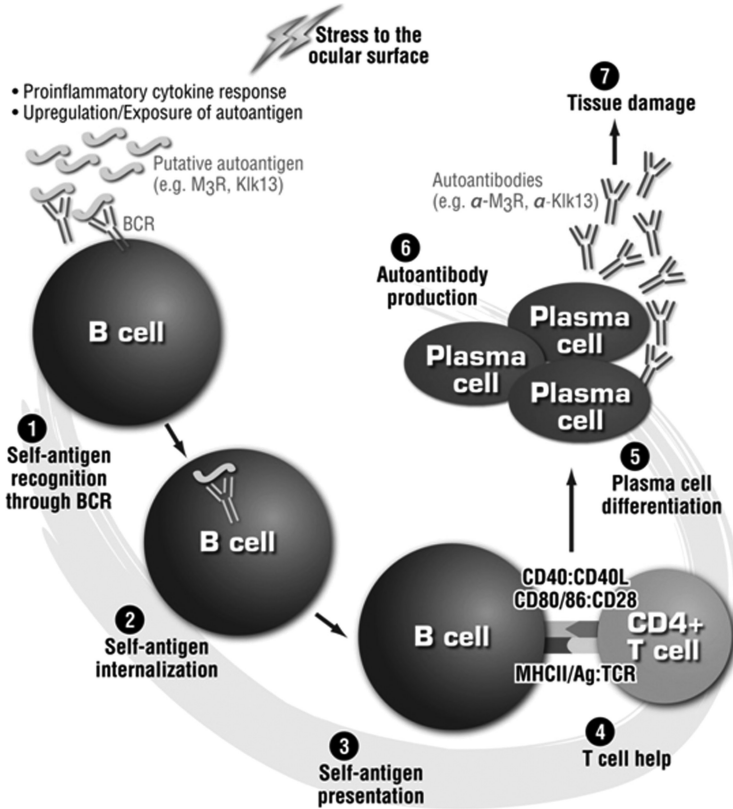 Stress to the
ocular surface
• Proinflammatory cytokine response
• Upregulation/Exposure of autoantigen
Putative autoantigen
(e.g. M3R, Klk13)
BCR
B cell
1
Self-antigen
recognition
through BCR
B cell
2
Self-antigen
internalization
B cell
3
Self-antigen
presentation
CD40:CD40L
CD80/86:CD28
MHCII/Ag:TCR
CD4+
T cell
4
T cell help
5
Plasma cell
differentiation
Plasma
cell
Plasma
cell
Plasma
cell
6
Autoantibody
production
Autoantibodies
(e.g. α-M3R, α-Klk13)
7
Tissue damage